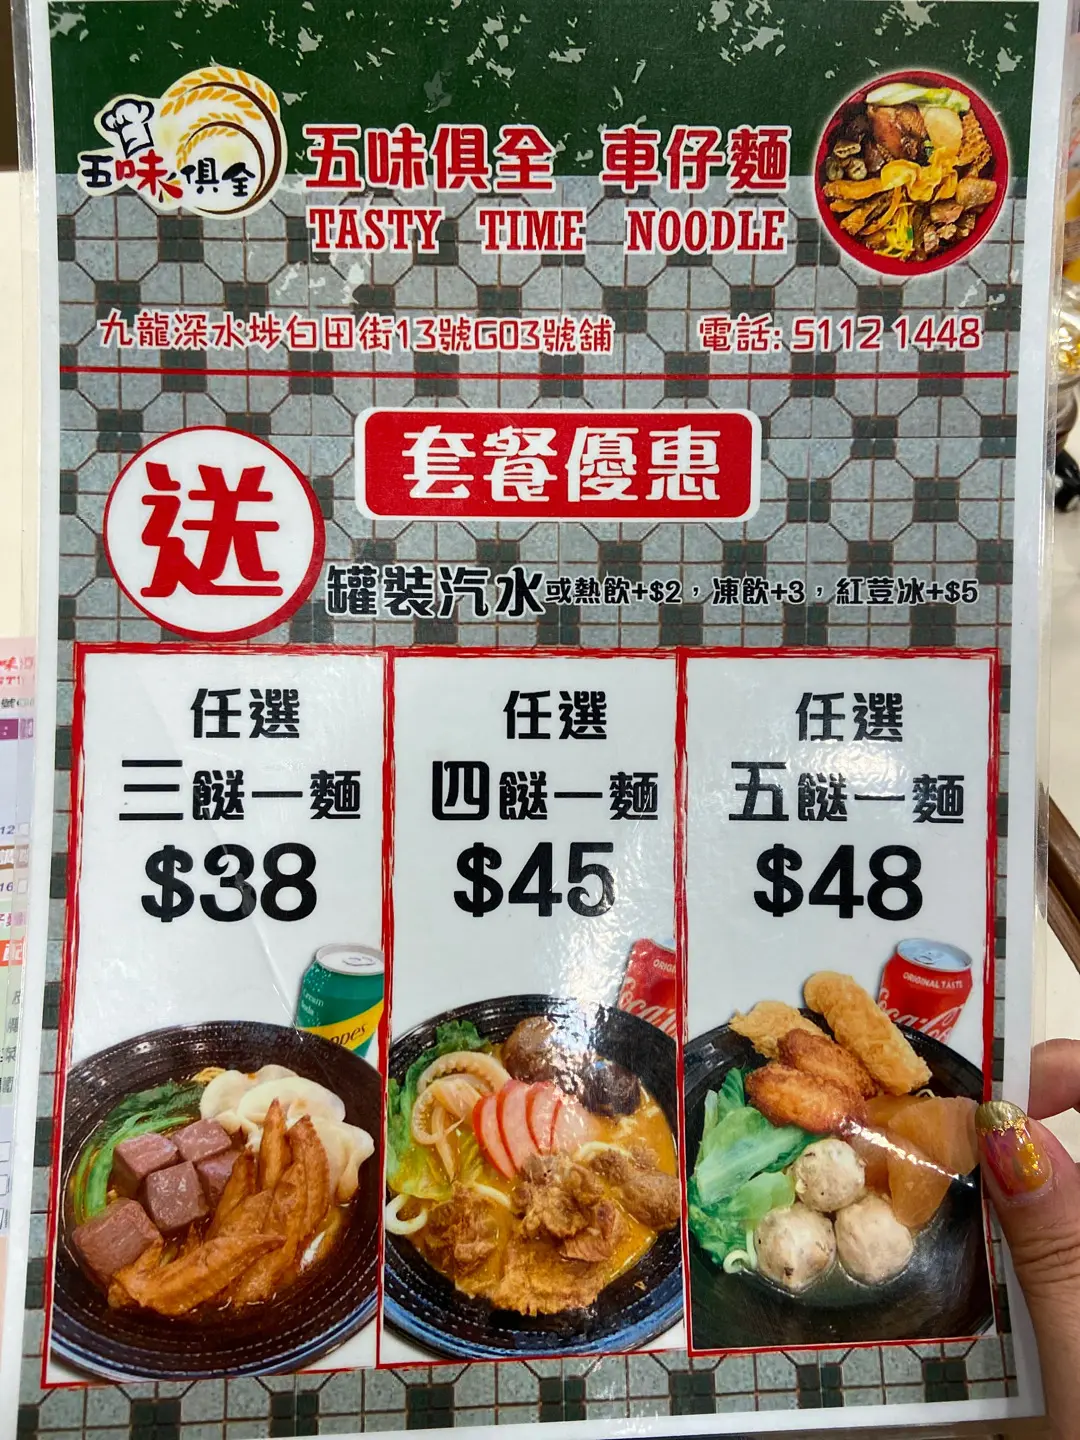 五味俱全
五味俱全 車仔麵
TASTY TIME NOODLE
九龍深水埗白田街13號G03號舖
電話: 5112 1448
套餐優惠
送
罐裝汽水或熱飲+$2，凍飲+3，紅荳冰+$5
任選
三餸一麵
$38
任選
四餸一麵
$45
任選
五餸一麵
$48
ORIGINAL TASTE